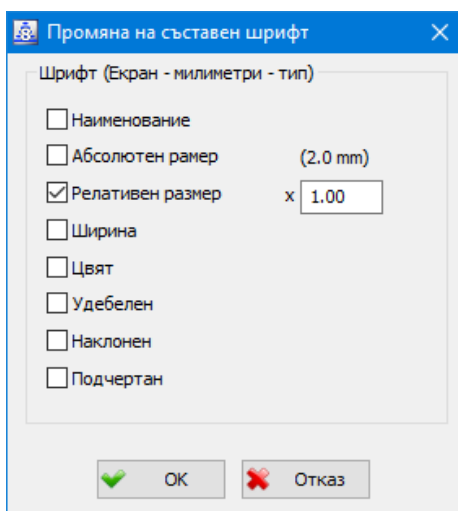 Промяна на съставен шрифт
Шрифт (Екран - милиметри - тип)
Наименование
Абсолютен рамер (2.0 mm)
Релативен размер x 1.00
Ширина
Цвят
Удебелен
Наклонен
Подчертан
OK Отказ